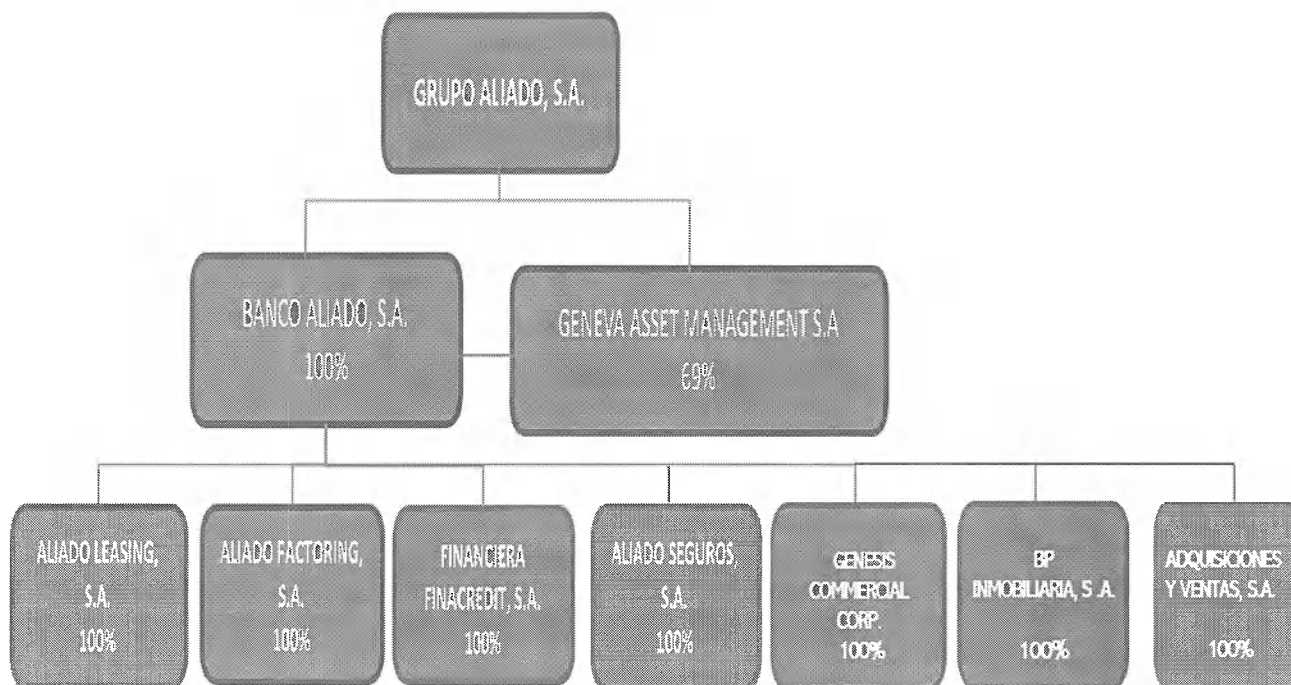 GRUPO ALIADO, S.A.
BANCO ALIADO, S.A.
100%
GENEVA ASSET MANAGEMENT S.A
69%
ALIADO LEASING,
S.A.
100%
ALIADO FACTORING,
S.A.
100%
FINANCIERA
FINACREDIT, S.A.
100%
ALIADO SEGUROS,
S.A.
100%
GENESIS
COMMERCIAL
CORP.
100%
BP
INMOBILIARIA, S .A.
100%
ADQUISICIONES
Y VENTAS, S.A.
100%